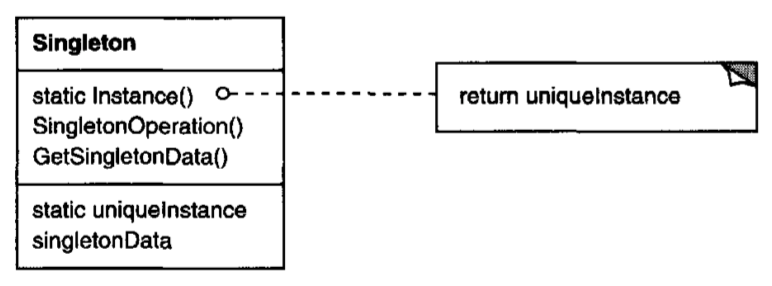 Singleton
static Instance()
SingletonOperation()
GetSingletonData()
static uniqueInstance
singletonData
return uniqueInstance